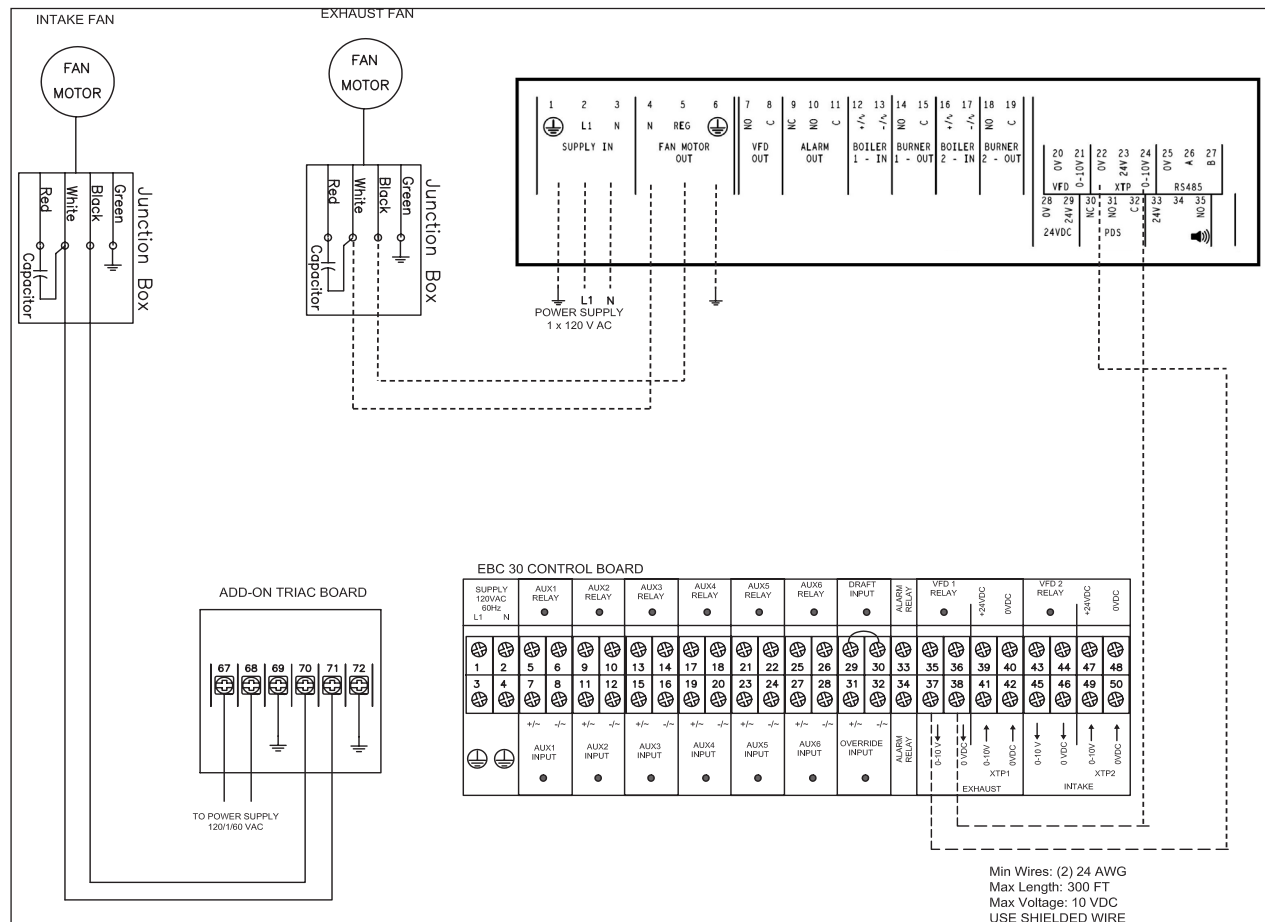 INTAKE FAN
EXHAUST FAN
FAN
MOTOR
FAN
MOTOR
Red
White
Black
Green
Capacitor
Junction Box
Red
White
Black
Green
Capacitor
Junction Box
1 2 3 4 5 6 7 8 9 10 11 12 13 14 15 16 17 18 19
L1 N N REG NO C NC NO C +/~ -/~ NO C +/~ -/~ NO C
SUPPLY IN
FAN MOTOR
OUT
VFD
OUT
ALARM
OUT
BOILER
1 - IN
BURNER
1 - OUT
BOILER
2 - IN
BURNER
2 - OUT
20 21 22 23 24 25 26 27
0V 0-10V 0V 24V 0-10V 0V A B
VFD XTP RS485
28 29 30 31 32 33 34 35
0V 24V NC NO C 24V NO
24VDC PDS
L1 N
POWER SUPPLY
1 x 120 V AC
ADD-ON TRIAC BOARD
67 68 69 70 71 72
TO POWER SUPPLY
120/1/60 VAC
EBC 30 CONTROL BOARD
SUPPLY
120VAC
60Hz
L1 N
AUX1
RELAY
AUX2
RELAY
AUX3
RELAY
AUX4
RELAY
AUX5
RELAY
AUX6
RELAY
DRAFT
INPUT
ALARM
RELAY
VFD 1
RELAY
+24VDC
0VDC
VFD 2
RELAY
+24VDC
0VDC
1 2 5 6 9 10 13 14 17 18 21 22 25 26 29 30 33 35 36 39 40 43 44 47 48
3 4 7 8 11 12 15 16 19 20 23 24 27 28 31 32 34 37 38 41 42 45 46 49 50
+/~ -/~ +/~ -/~ +/~ -/~ +/~ -/~ +/~ -/~ +/~ -/~ +/~ -/~
AUX1
INPUT
AUX2
INPUT
AUX3
INPUT
AUX4
INPUT
AUX5
INPUT
AUX6
INPUT
OVERRIDE
INPUT
ALARM
RELAY
0-10 V
0 VDC
0-10V
0VDC
XTP1
EXHAUST
0-10 V
0 VDC
0-10V
0VDC
XTP2
INTAKE
Min Wires: (2) 24 AWG
Max Length: 300 FT
Max Voltage: 10 VDC
USE SHIELDED WIRE